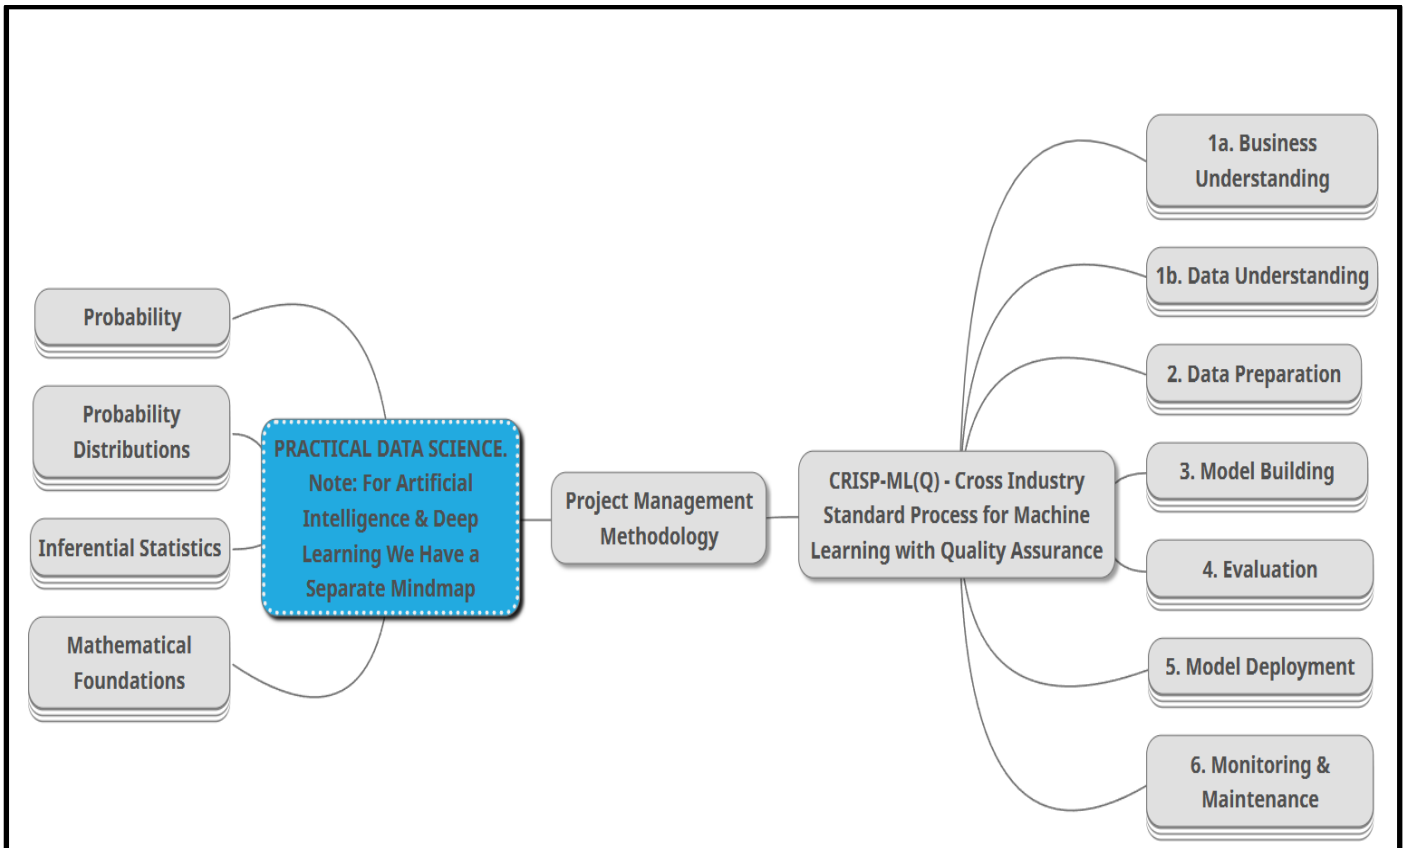 Probability
Probability
Distributions
Inferential Statistics
Mathematical
Foundations
PRACTICAL DATA SCIENCE.
Note: For Artificial
Intelligence & Deep
Learning We Have a
Separate Mindmap
Project Management
Methodology
CRISP-ML(Q) - Cross Industry
Standard Process for Machine
Learning with Quality Assurance
1a. Business
Understanding
1b. Data Understanding
2. Data Preparation
3. Model Building
4. Evaluation
5. Model Deployment
6. Monitoring &
Maintenance